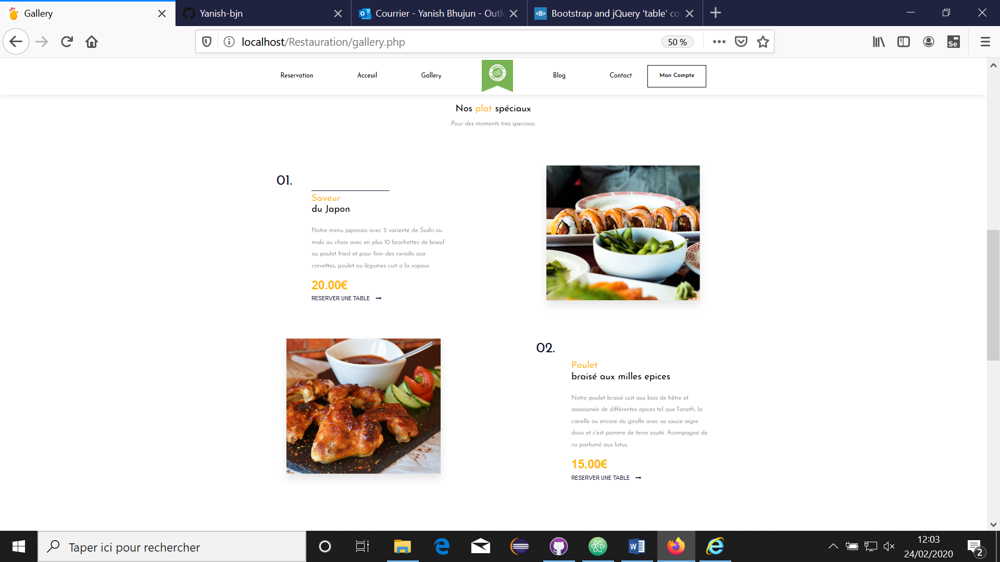 Gallery
Yanish-bjn
Courrier - Yanish Bhujun - Outl
Bootstrap and jQuery 'table' co
localhost/Restauration/gallery.php
50 %
Se
Reservation
Acceuil
Gallery
Blog
Contact
Mon Compte
Nos plat spéciaux
Pour des moments tres speciaux.
01.
Saveur
du Japon
Notre menu japonais avec 5 varienté de Sushi ou
maki au choix avec en plus 10 brochettes de boeuf
ou poulet fried et pour finir des raviolis aux
crevettes, poulet ou légumes cuit a la vapeur.
20.00€
RESERVER UNE TABLE
02.
Poulet
braisé aux milles epices
Notre poulet braisé cuit aux bois de hêtre et
assaisonée de différentes epices tel que l'aneth, la
canelle ou encore du girofle avec sa sauce aigre
doux et c'est pomme de terre sauté. Acompagné de
riz parfumé aux lotus.
15.00€
RESERVER UNE TABLE
Taper ici pour rechercher
12:03
24/02/2020
2